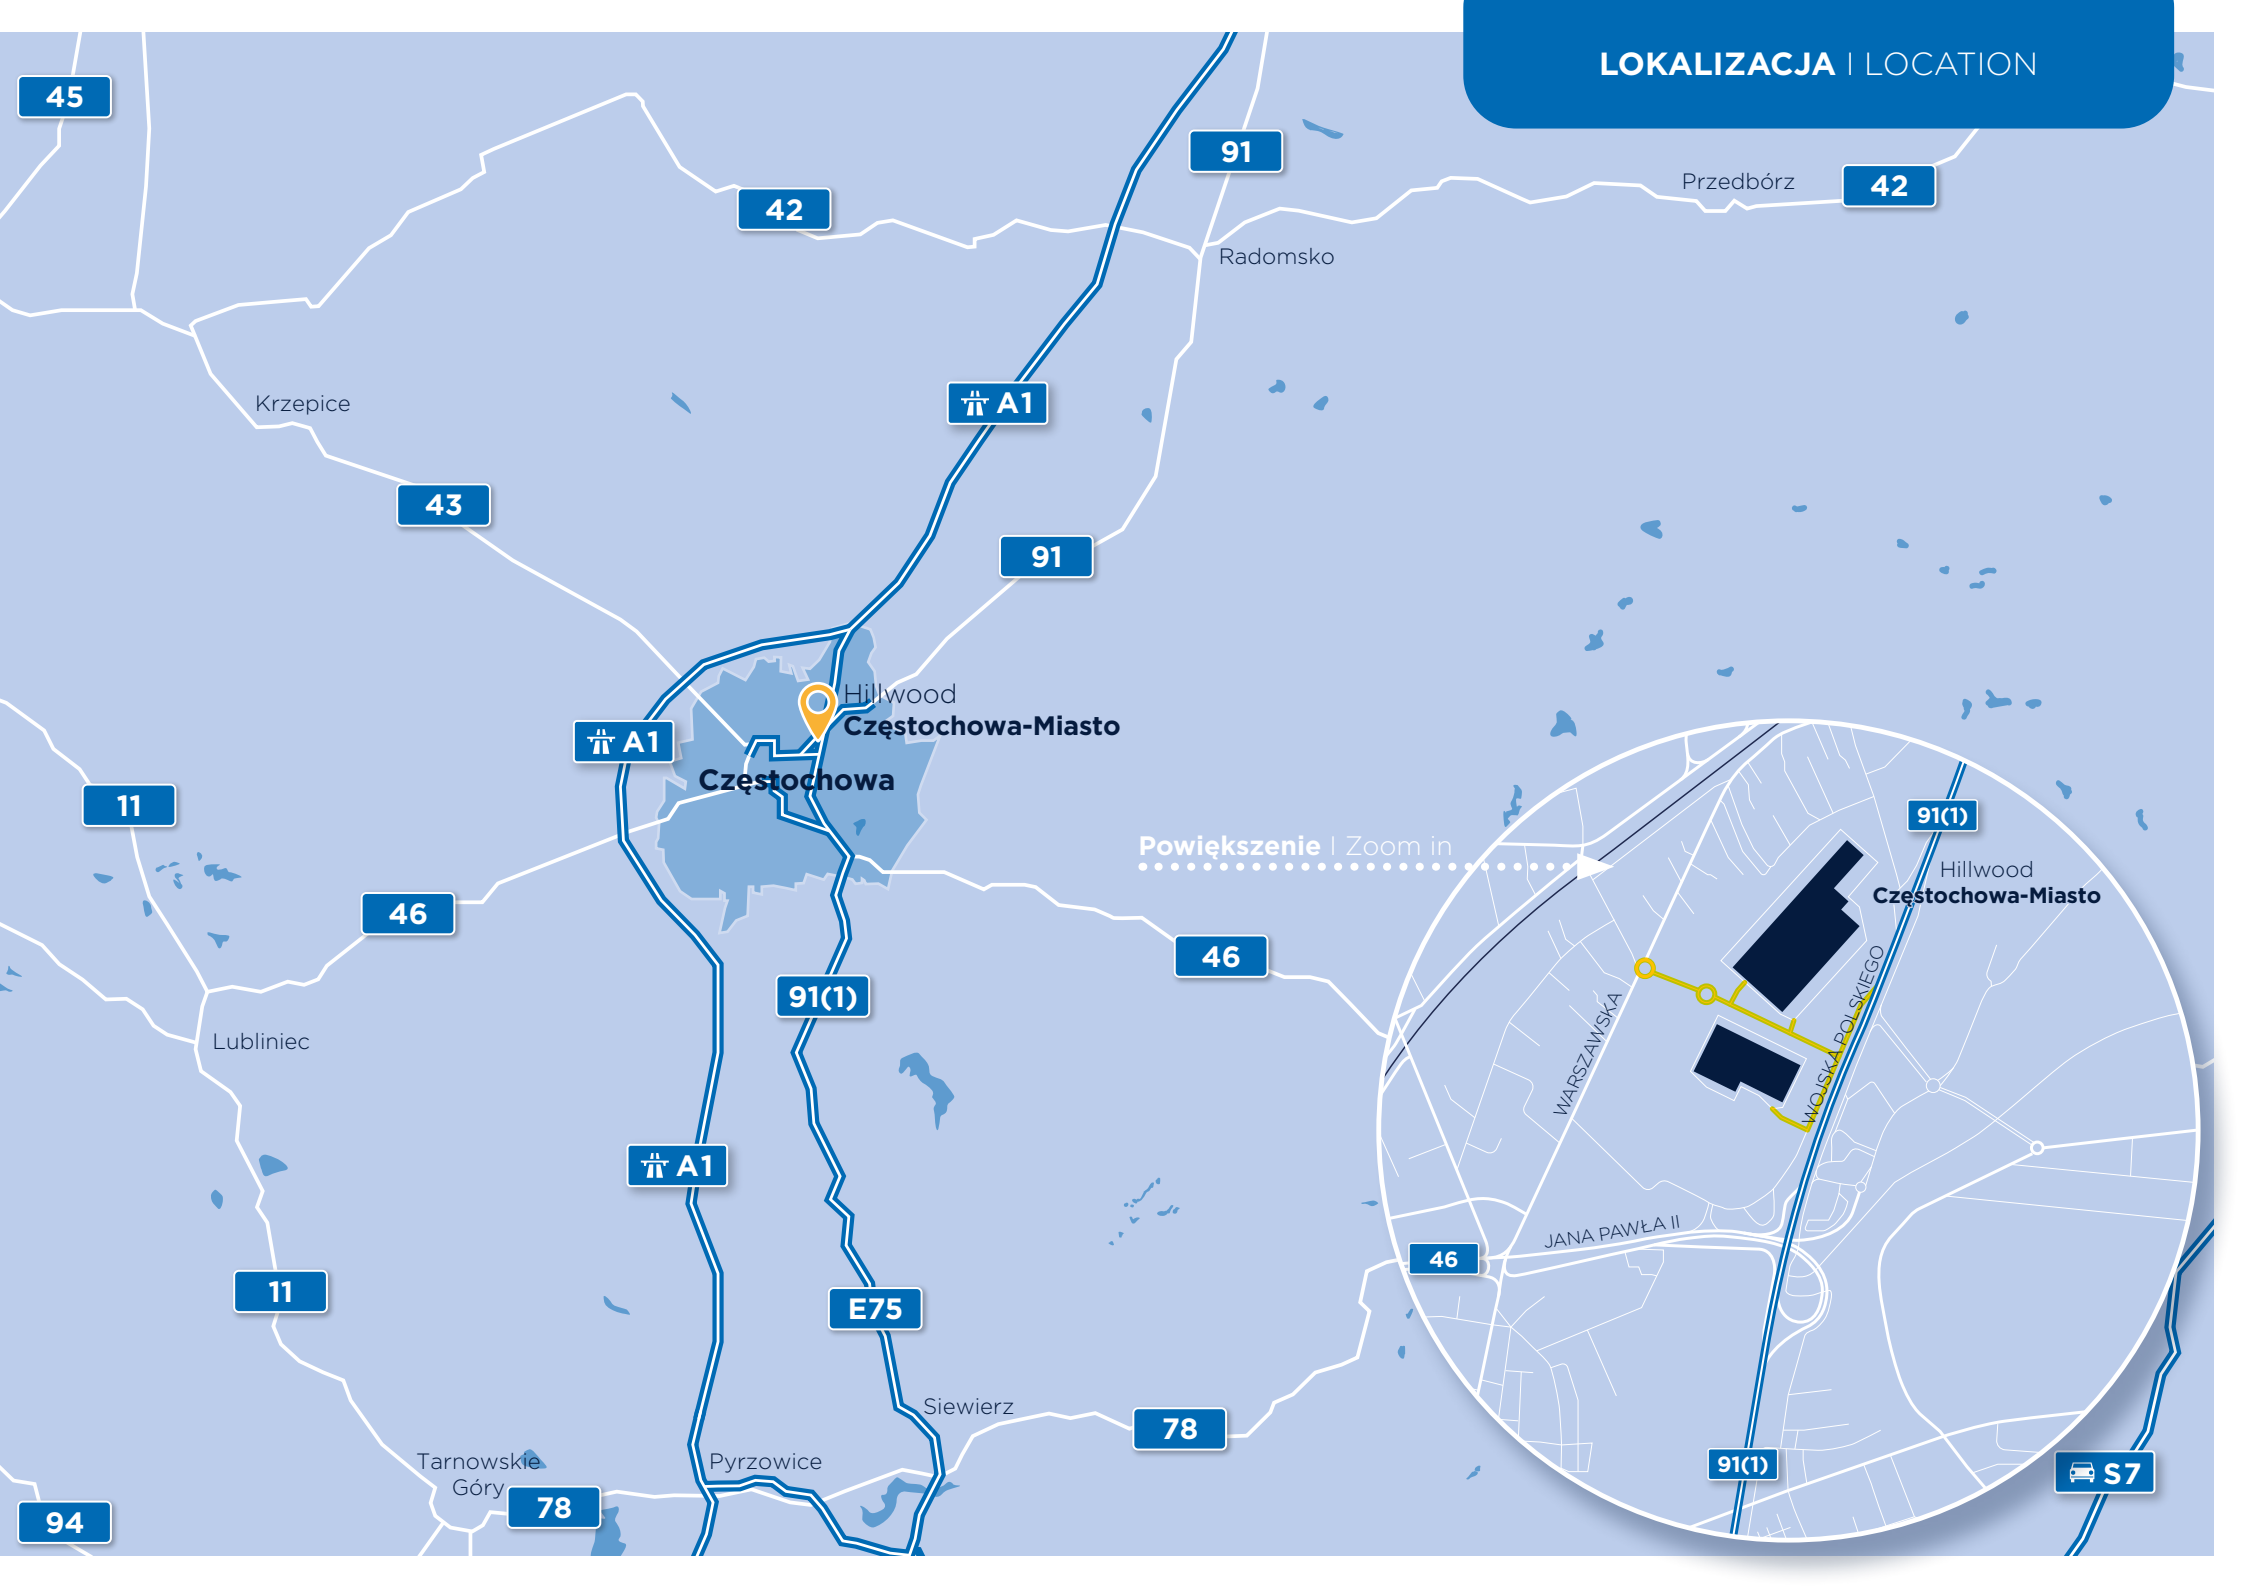 LOKALIZACJA | LOCATION
45
91
42
Przedbórz
42
Radomsko
A1
Krzepice
43
91
Hillwood
Częstochowa-Miasto
A1
Częstochowa
11
91(1)
Powiększenie | Zoom in
Hillwood
Częstochowa-Miasto
46
46
91(1)
WARSZAWSKA
WOJSKA POLSKIEGO
Lubliniec
A1
JANA PAWŁA II
46
11
E75
Siewierz
78
Tarnowskie
Góry
Pyrzowice
91(1)
S7
78
94